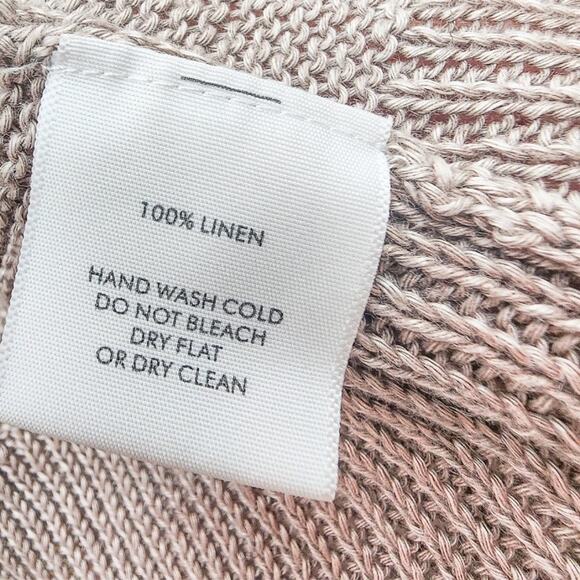 100% LINEN
HAND WASH COLD
DO NOT BLEACH
DRY FLAT
OR DRY CLEAN